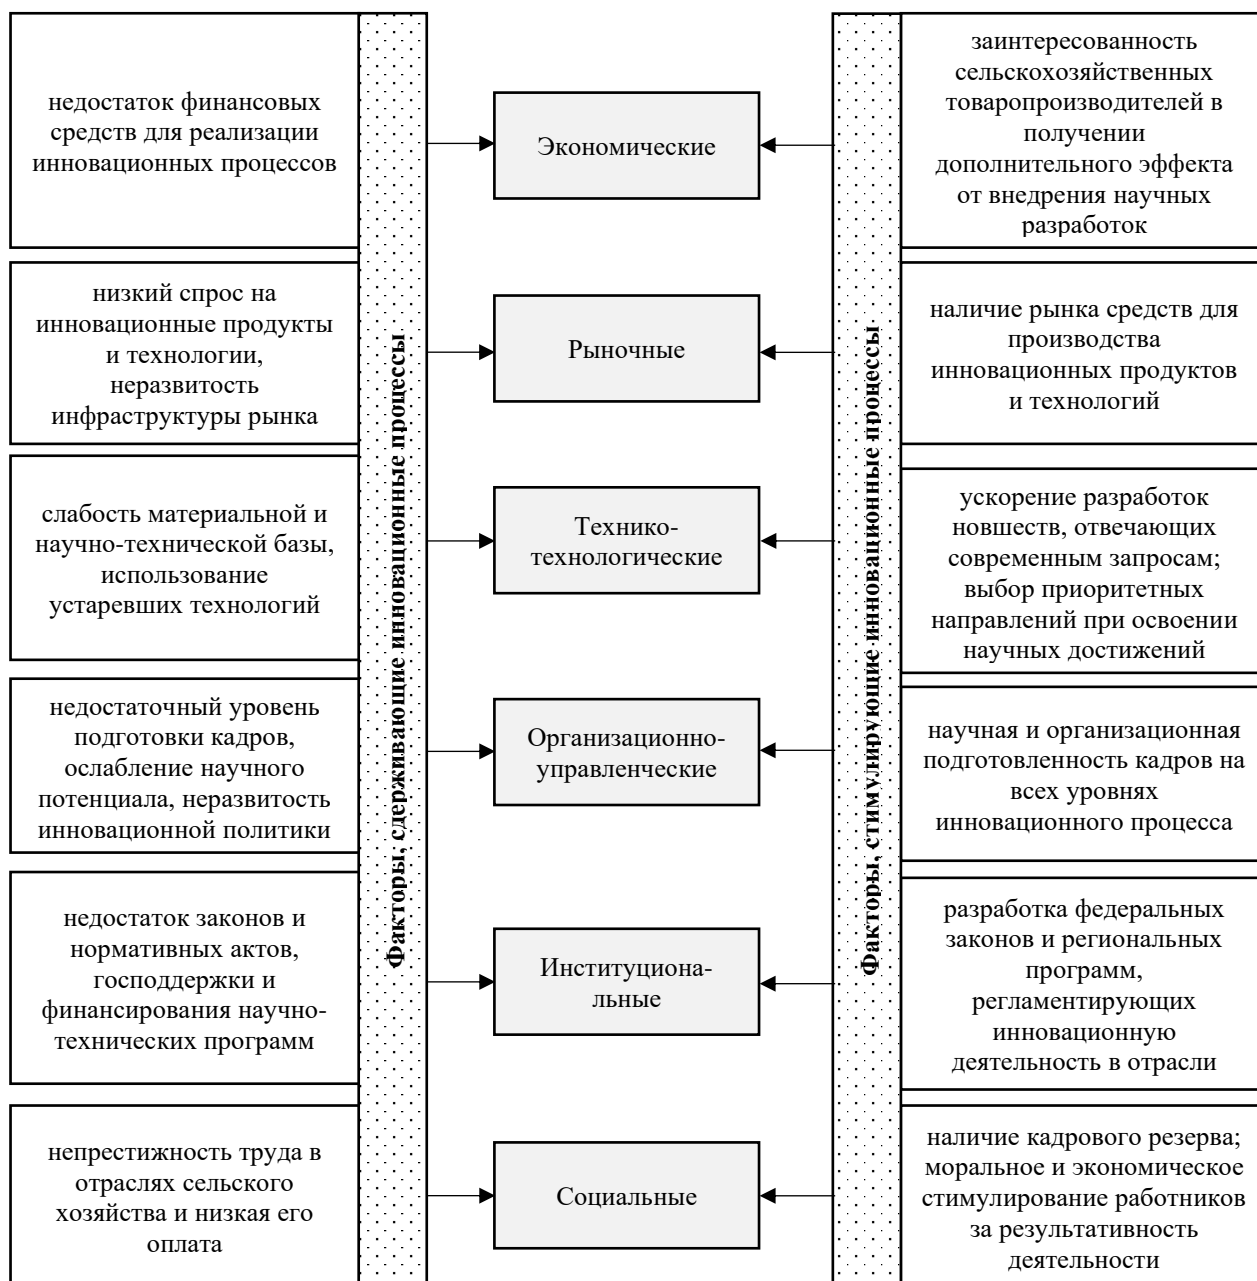 недостаток финансовых
средств для реализации
инновационных процессов
Экономические
заинтересованность
сельскохозяйственных
товаропроизводителей в
получении
дополнительного эффекта
от внедрения научных
разработок
низкий спрос на
инновационные продукты
и технологии,
неразвитость
инфраструктуры рынка
Рыночные
наличие рынка средств для
производства
инновационных продуктов
и технологий
Факторы, сдерживающие инновационные процессы
Факторы, стимулирующие инновационные процессы
слабость материальной и
научно-технической базы,
использование
устаревших технологий
Технико-
технологические
ускорение разработок
новшеств, отвечающих
современным запросам;
выбор приоритетных
направлений при освоении
научных достижений
недостаточный уровень
подготовки кадров,
ослабление научного
потенциала, неразвитость
инновационной политики
Организационно-
управленческие
научная и организационная
подготовленность кадров на
всех уровнях
инновационного процесса
недостаток законов и
нормативных актов,
господдержки и
финансирования научно-
технических программ
Институциона-
льные
разработка федеральных
законов и региональных
программ,
регламентирующих
инновационную
деятельность в отрасли
непрестижность труда в
отраслях сельского
хозяйства и низкая его
оплата
Социальные
наличие кадрового резерва;
моральное и экономическое
стимулирование работников
за результативность
деятельности